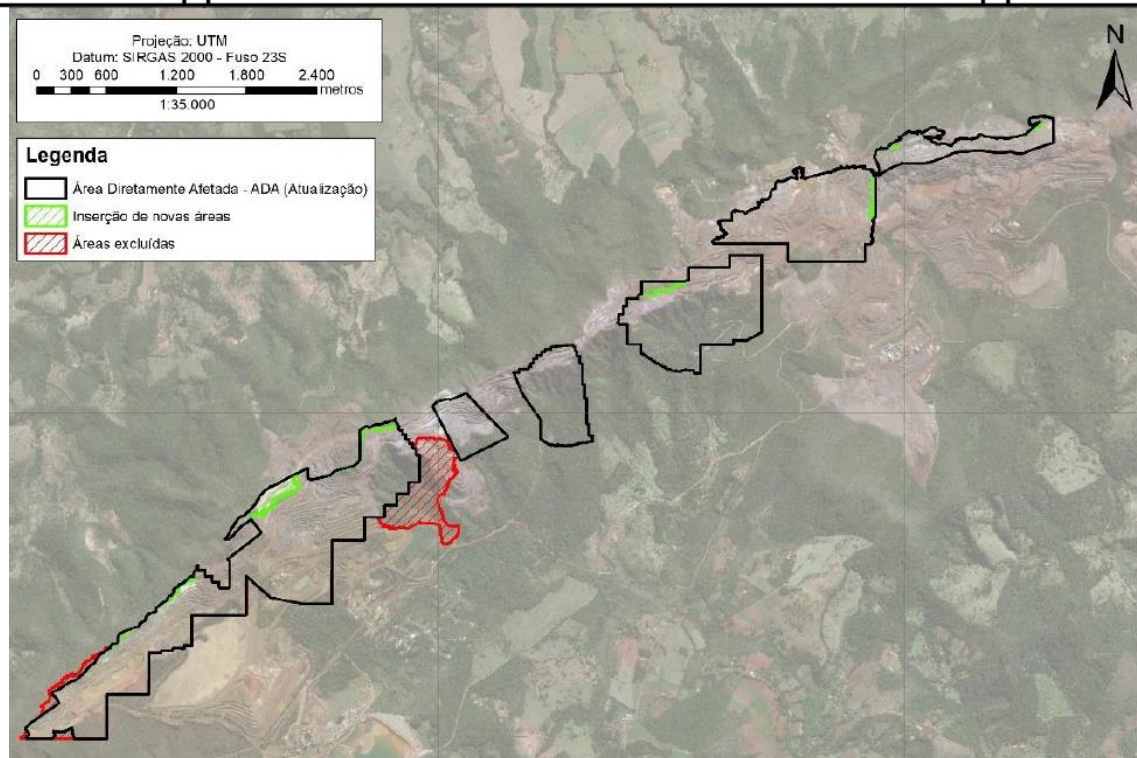 Projeção: UTM
Datum: SIRGAS 2000 - Fuso 23S
0 300 600 1.200 1.800 2.400
metros
1:35.000
N
Legenda
Área Diretamente Afetada - ADA (Atualização)
Inserção de novas áreas
Áreas excluídas